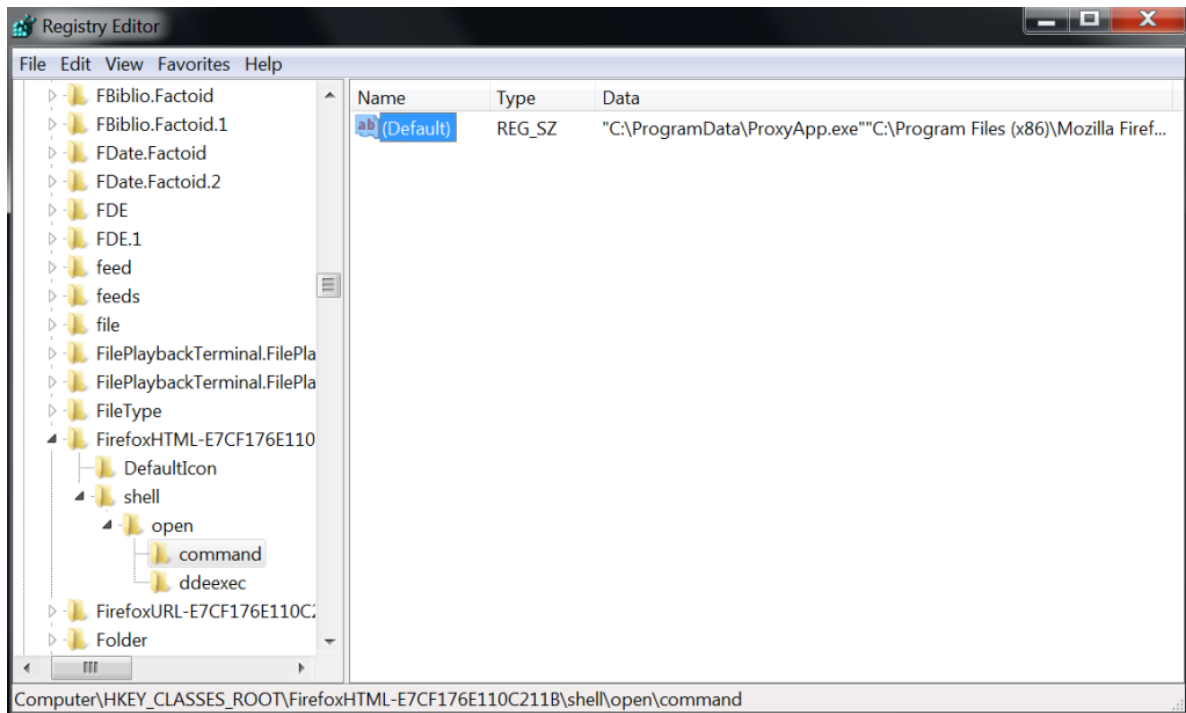 Registry Editor
File Edit View Favorites Help
FBiblio.Factoid
FBiblio.Factoid.1
FDate.Factoid
FDate.Factoid.2
FDE
FDE.1
feed
feeds
file
FilePlaybackTerminal.FilePla
FilePlaybackTerminal.FilePla
FileType
FirefoxHTML-E7CF176E110
DefaultIcon
shell
open
command
ddeexec
FirefoxURL-E7CF176E110C2
Folder
Name Type Data
ab (Default) REG_SZ "C:\ProgramData\ProxyApp.exe""C:\Program Files (x86)\Mozilla Firef...
Computer\HKEY_CLASSES_ROOT\FirefoxHTML-E7CF176E110C211B\shell\open\command